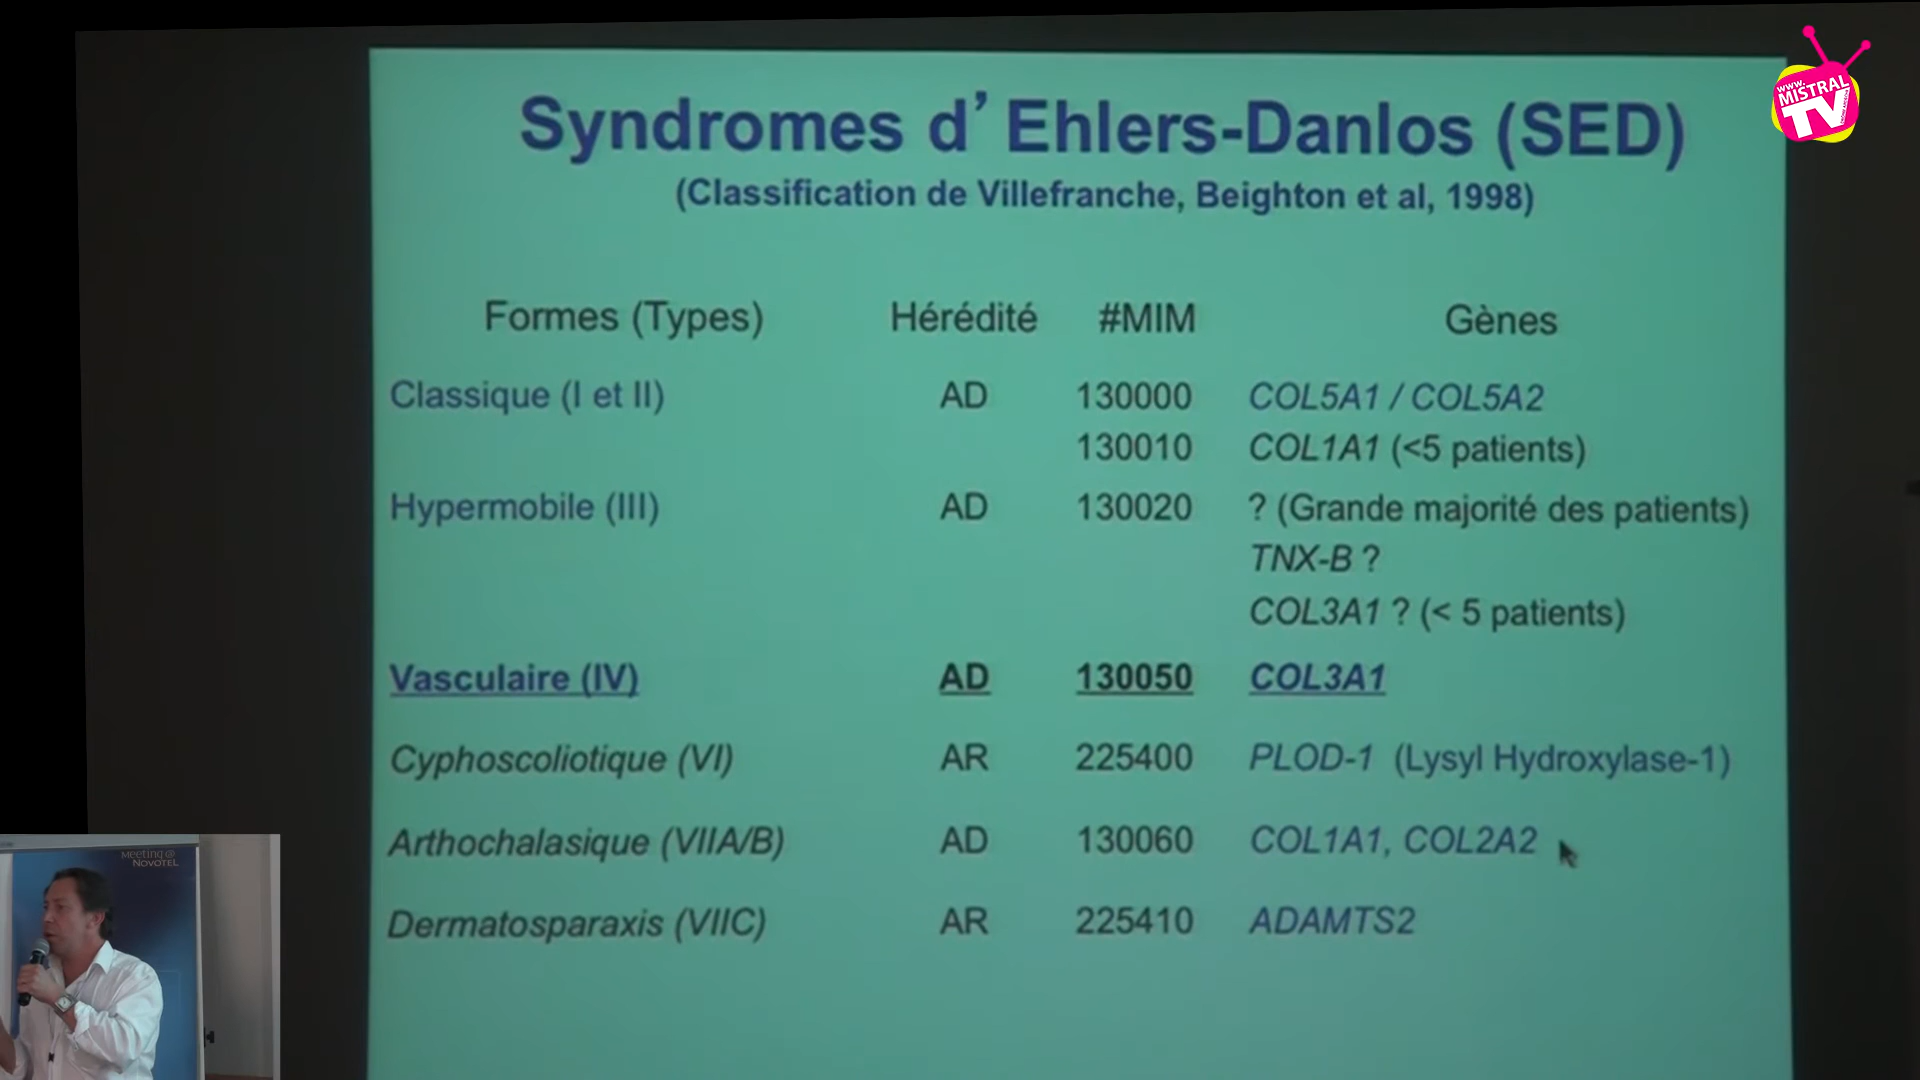 www.
MISTRAL
TV
Syndromes d’ Ehlers-Danlos (SED)
(Classification de Villefranche, Beighton et al, 1998)
Formes (Types) Hérédité #MIM Gènes
Classique (I et II) AD 130000 COL5A1 / COL5A2
130010 COL1A1 (<5 patients)
Hypermobile (III) AD 130020 ? (Grande majorité des patients)
TNX-B ?
COL3A1 ? (< 5 patients)
Vasculaire (IV) AD 130050 COL3A1
Cyphoscoliotique (VI) AR 225400 PLOD-1 (Lysyl Hydroxylase-1)
Arthochalasique (VIIA/B) AD 130060 COL1A1, COL2A2
Dermatosparaxis (VIIC) AR 225410 ADAMTS2
Meeting @
NOVOTEL